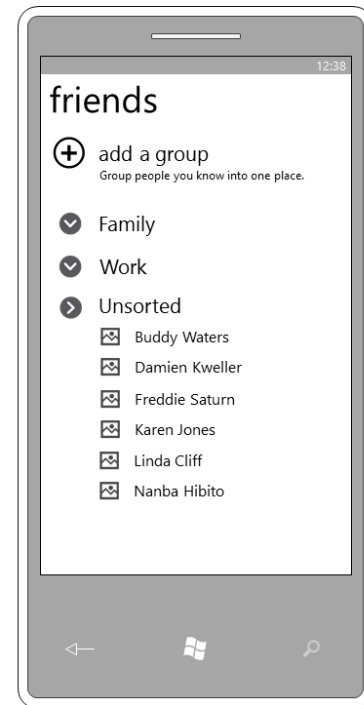 12:38
friends
add a group
Group people you know into one place.
Family
Work
Unsorted
Buddy Waters
Damien Kweller
Freddie Saturn
Karen Jones
Linda Cliff
Nanba Hibito